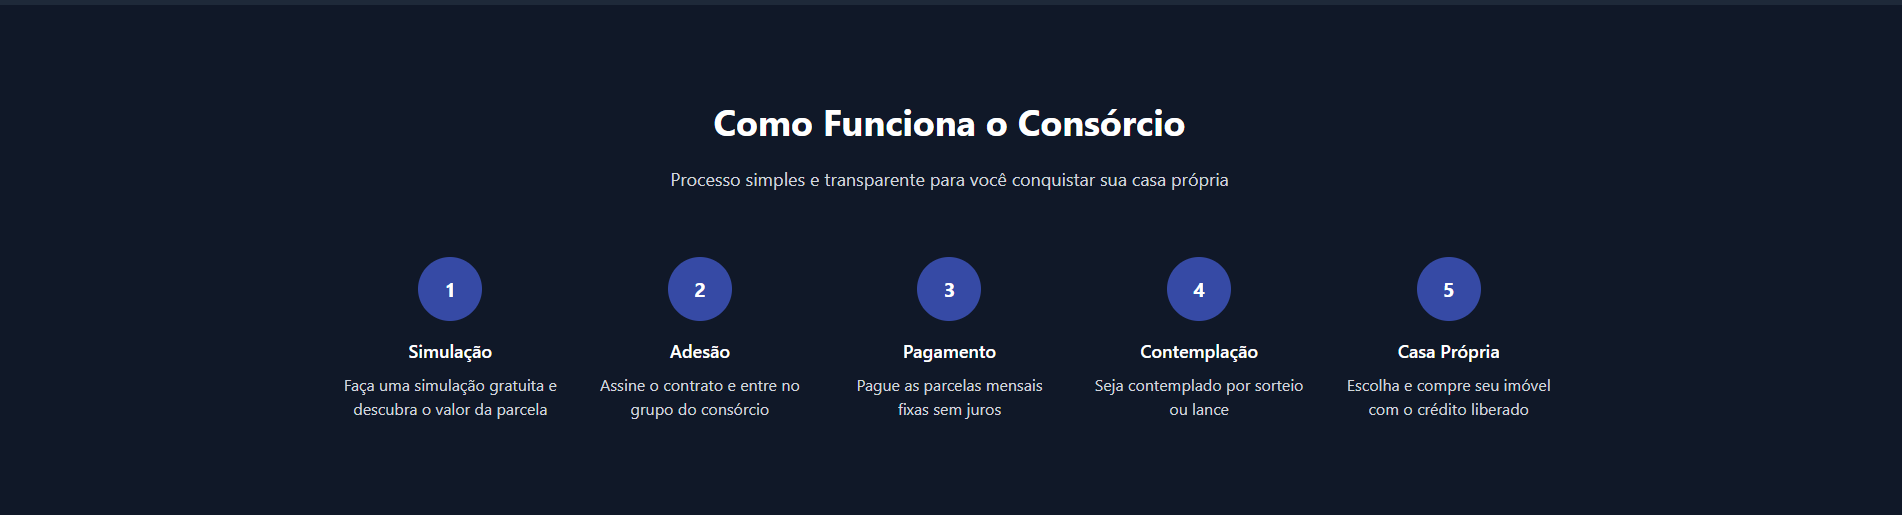 Como Funciona o Consórcio
Processo simples e transparente para você conquistar sua casa própria
1
Simulação
Faça uma simulação gratuita e
descubra o valor da parcela
2
Adesão
Assine o contrato e entre no
grupo do consórcio
3
Pagamento
Pague as parcelas mensais
fixas sem juros
4
Contemplação
Seja contemplado por sorteio
ou lance
5
Casa Própria
Escolha e compre seu imóvel
com o crédito liberado